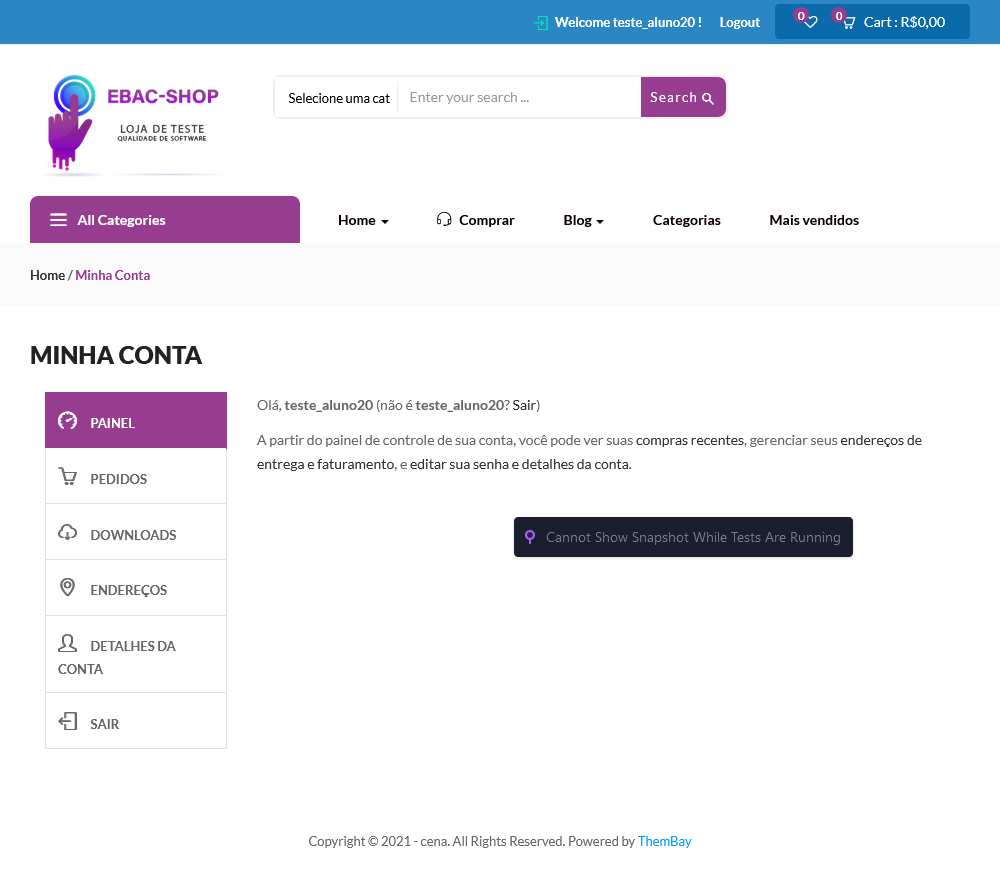 Welcome teste_aluno20 ! Logout 0 0 Cart : R$0,00
EBAC-SHOP
LOJA DE TESTE
QUALIDADE DE SOFTWARE
Selecione uma cat Enter your search ... Search
All Categories Home Comprar Blog Categorias Mais vendidos
Home / Minha Conta
MINHA CONTA
PAINEL
PEDIDOS
DOWNLOADS
ENDEREÇOS
DETALHES DA
CONTA
SAIR
Olá, teste_aluno20 (não é teste_aluno20? Sair)
A partir do painel de controle de sua conta, você pode ver suas compras recentes, gerenciar seus endereços de
entrega e faturamento, e editar sua senha e detalhes da conta.
Cannot Show Snapshot While Tests Are Running
Copyright © 2021 - cena. All Rights Reserved. Powered by ThemBay